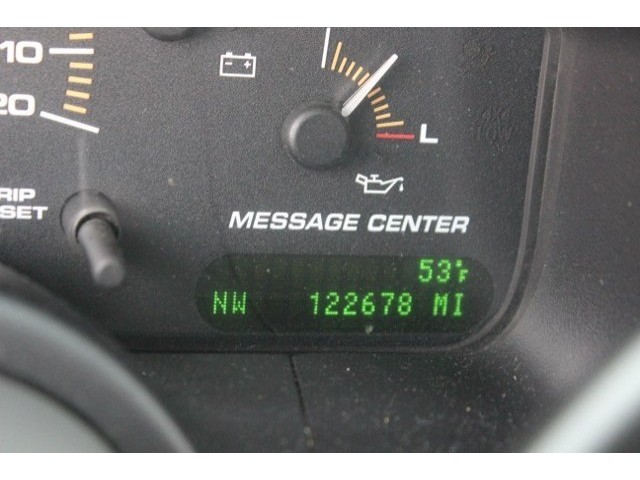 10
20
L
RIP
SET
MESSAGE CENTER
53°F
NW 122678 MI